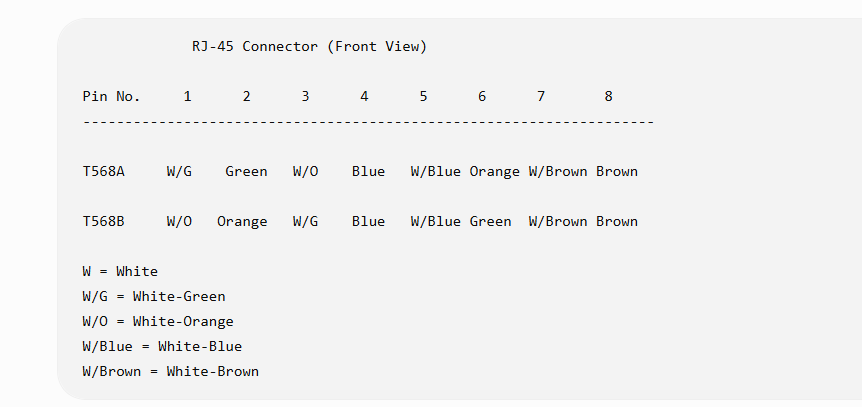 RJ-45 Connector (Front View)
Pin No. 1 2 3 4 5 6 7 8
--------------------------------------------------------------------
T568A W/G Green W/O Blue W/Blue Orange W/Brown Brown
T568B W/O Orange W/G Blue W/Blue Green W/Brown Brown
W = White
W/G = White-Green
W/O = White-Orange
W/Blue = White-Blue
W/Brown = White-Brown